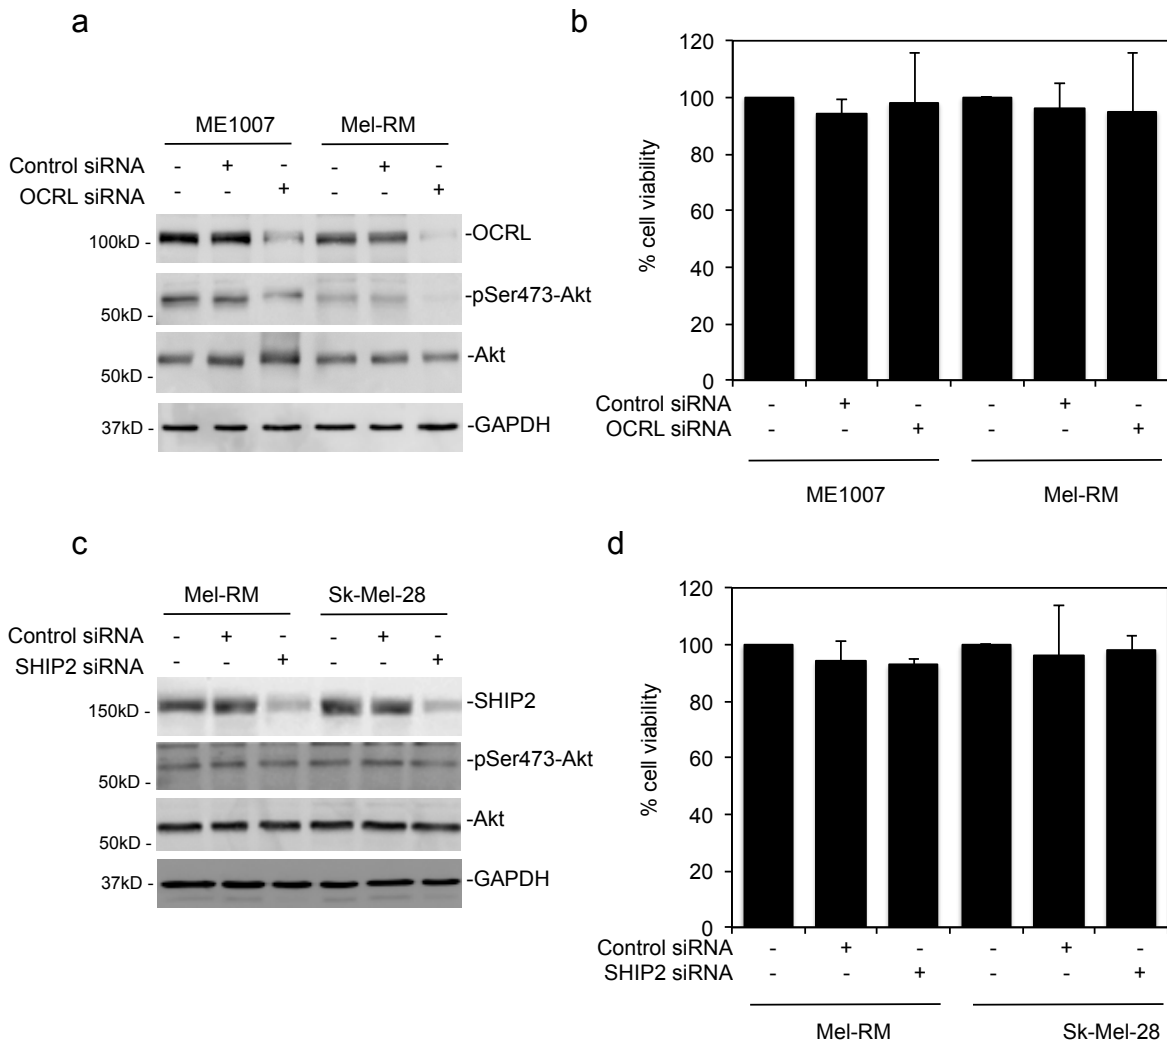 a
ME1007 Mel-RM
Control siRNA - + - - + -
OCRL siRNA - - + - - +
100kD - -OCRL
50kD - -pSer473-Akt
50kD - -Akt
37kD - -GAPDH
b
120
100
80
60
40
20
0
% cell viability
Control siRNA - + - - + -
OCRL siRNA - - + - - +
ME1007 Mel-RM
c
Mel-RM Sk-Mel-28
Control siRNA - + - - + -
SHIP2 siRNA - - + - - +
150kD - -SHIP2
50kD - -pSer473-Akt
50kD - -Akt
37kD - -GAPDH
d
120
100
80
60
40
20
0
% cell viability
Control siRNA - + - - + -
SHIP2 siRNA - - + - - +
Mel-RM Sk-Mel-28